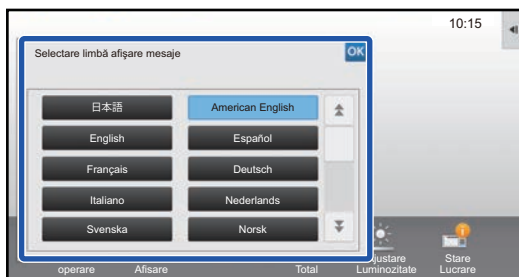 10:15
Selectare limbă afișare mesaje
OK
日本語
American English
English
Español
Français
Deutsch
Italiano
Nederlands
Svenska
Norsk
operare
Afisare
Total
Luminozitate
Stare
Lucrare